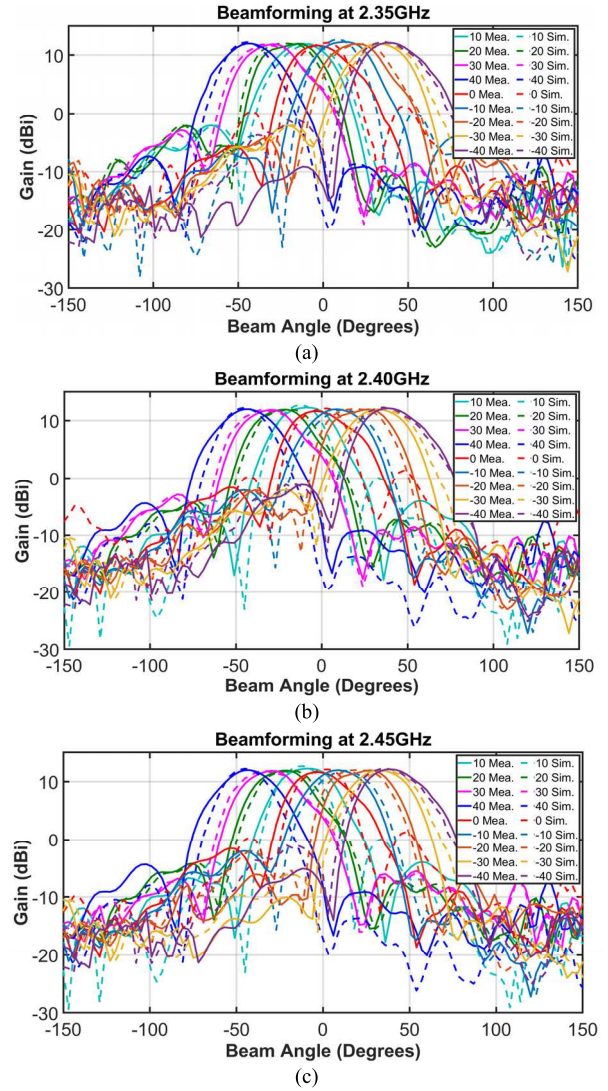 Beamforming at 2.35GHz
10 Mea. 10 Sim.
20 Mea. 20 Sim.
30 Mea. 30 Sim.
40 Mea. 40 Sim.
0 Mea. 0 Sim.
-10 Mea. -10 Sim.
-20 Mea. -20 Sim.
-30 Mea. -30 Sim.
-40 Mea. -40 Sim.
Gain (dBi)
10
0
-10
-20
-30
-150 -100 -50 0 50 100 150
Beam Angle (Degrees)
(a)
Beamforming at 2.40GHz
10 Mea. 10 Sim.
20 Mea. 20 Sim.
30 Mea. 30 Sim.
40 Mea. 40 Sim.
0 Mea. 0 Sim.
-10 Mea. -10 Sim.
-20 Mea. -20 Sim.
-30 Mea. -30 Sim.
-40 Mea. -40 Sim.
Gain (dBi)
10
0
-10
-20
-30
-150 -100 -50 0 50 100 150
Beam Angle (Degrees)
(b)
Beamforming at 2.45GHz
10 Mea. 10 Sim.
20 Mea. 20 Sim.
30 Mea. 30 Sim.
40 Mea. 40 Sim.
0 Mea. 0 Sim.
-10 Mea. -10 Sim.
-20 Mea. -20 Sim.
-30 Mea. -30 Sim.
-40 Mea. -40 Sim.
Gain (dBi)
10
0
-10
-20
-30
-150 -100 -50 0 50 100 150
Beam Angle (Degrees)
(c)